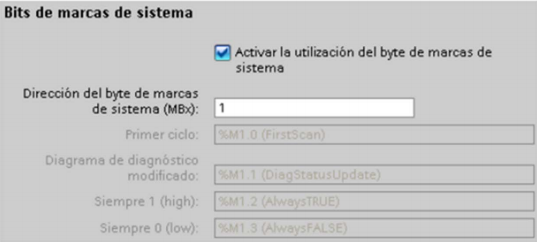 Bits de marcas de sistema
Activar la utilización del byte de marcas de
sistema
Dirección del byte de marcas
de sistema (MBx):
1
Primer ciclo:
%M1.0 (FirstScan)
Diagrama de diagnóstico
modificado:
%M1.1 (DiagStatusUpdate)
Siempre 1 (high):
%M1.2 (AlwaysTRUE)
Siempre 0 (low):
%M1.3 (AlwaysFALSE)